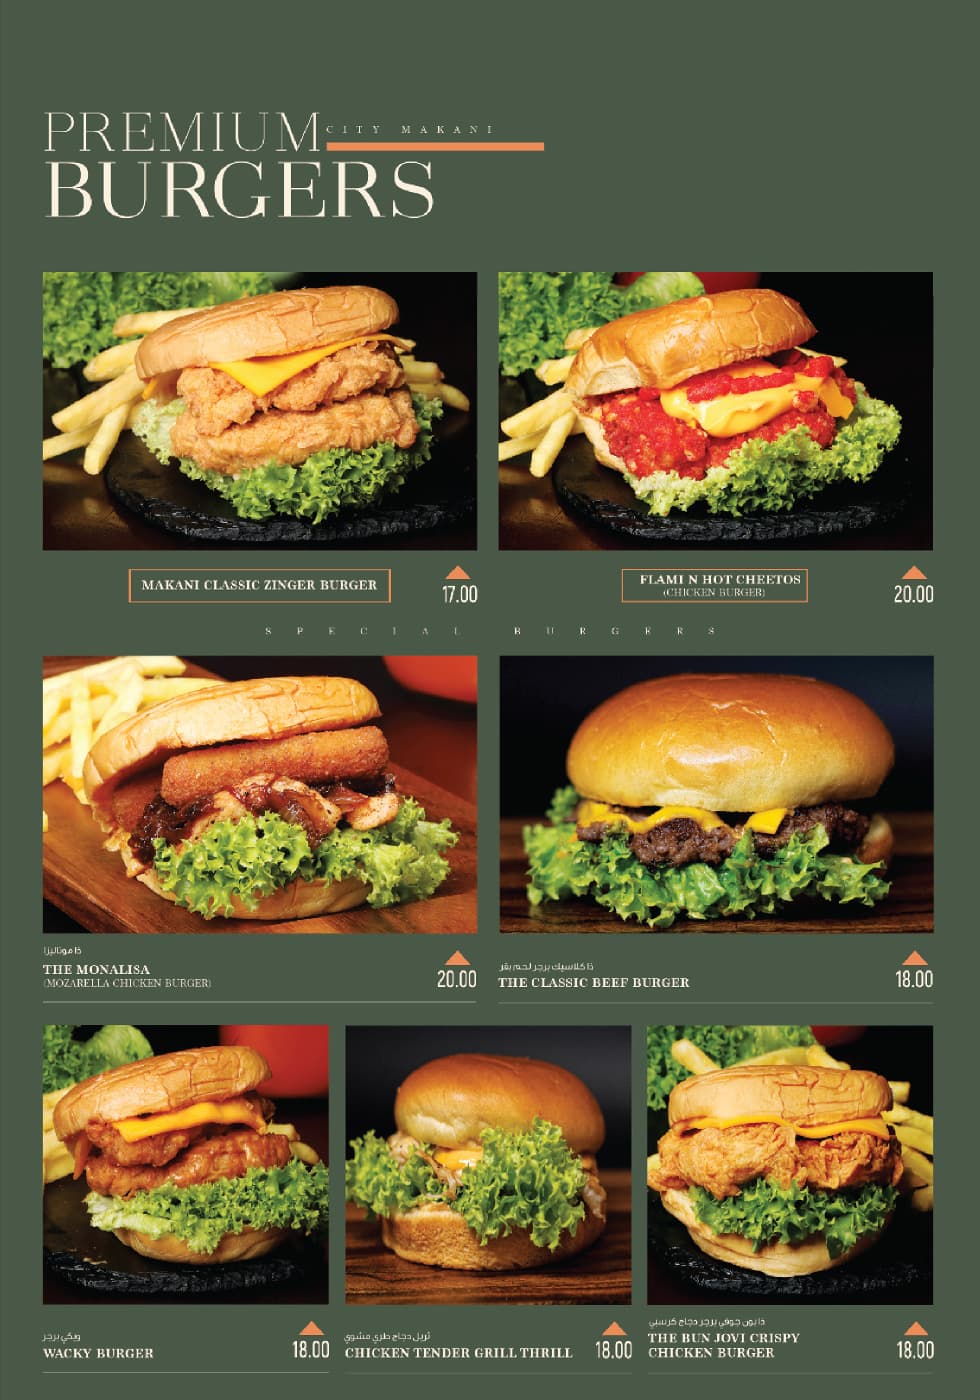 PREMIUM
CITY MAKANI
BURGERS
MAKANI CLASSIC ZINGER BURGER
17.00
FLAMI N HOT CHEETOS
(CHICKEN BURGER)
20.00
SPECIAL BURGERS
ذا موناليزا
THE MONALISA
(MOZARELLA CHICKEN BURGER)
20.00
ذا كلاسيك برجر لحم بقر
THE CLASSIC BEEF BURGER
18.00
ويكي برجر
WACKY BURGER
18.00
ثريل دجاج طري مشوي
CHICKEN TENDER GRILL THRILL
18.00
ذا بون جوفي برجر دجاج كرسبي
THE BUN JOVI CRISPY
CHICKEN BURGER
18.00